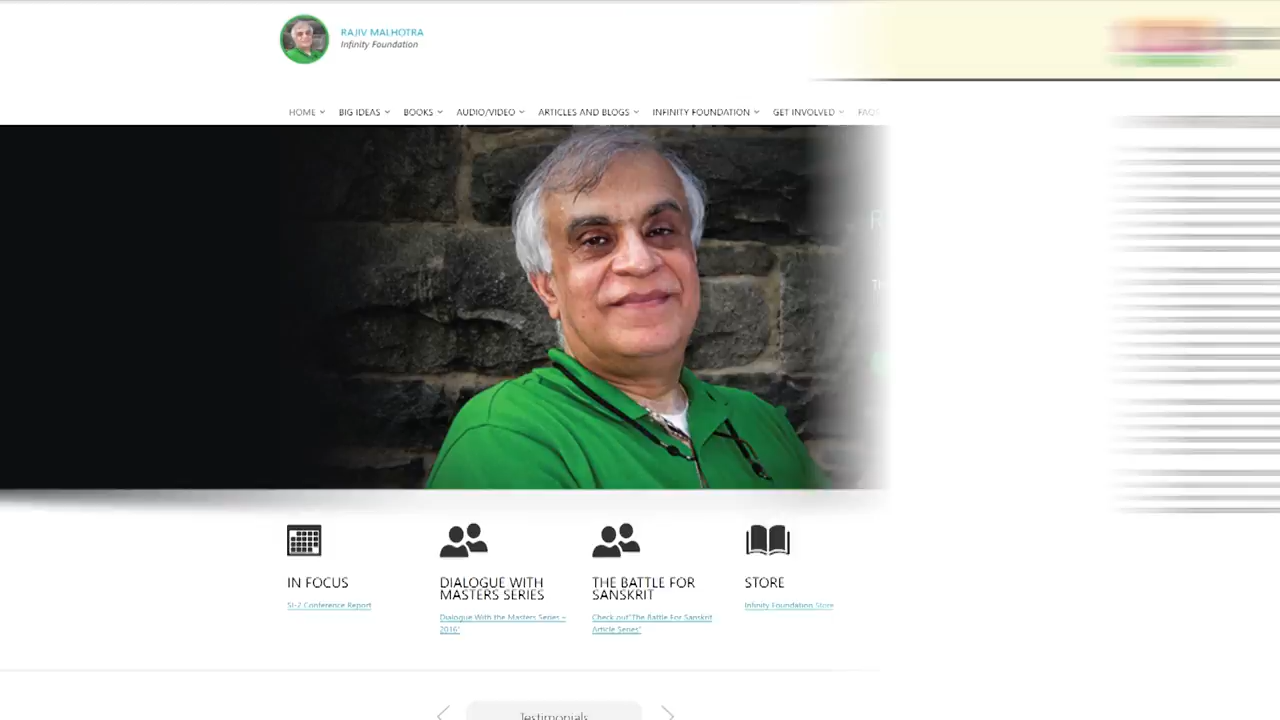 RAJIV MALHOTRA
Infinity Foundation
HOME BIG IDEAS BOOKS AUDIO/VIDEO ARTICLES AND BLOGS INFINITY FOUNDATION GET INVOLVED FAQS
IN FOCUS
SI-2 Conference Report
DIALOGUE WITH
MASTERS SERIES
Dialogue With the Masters Series –
2016"
THE BATTLE FOR
SANSKRIT
Check out"The Battle For Sanskrit
Article Series"
STORE
Infinity Foundation Store
Testimonials